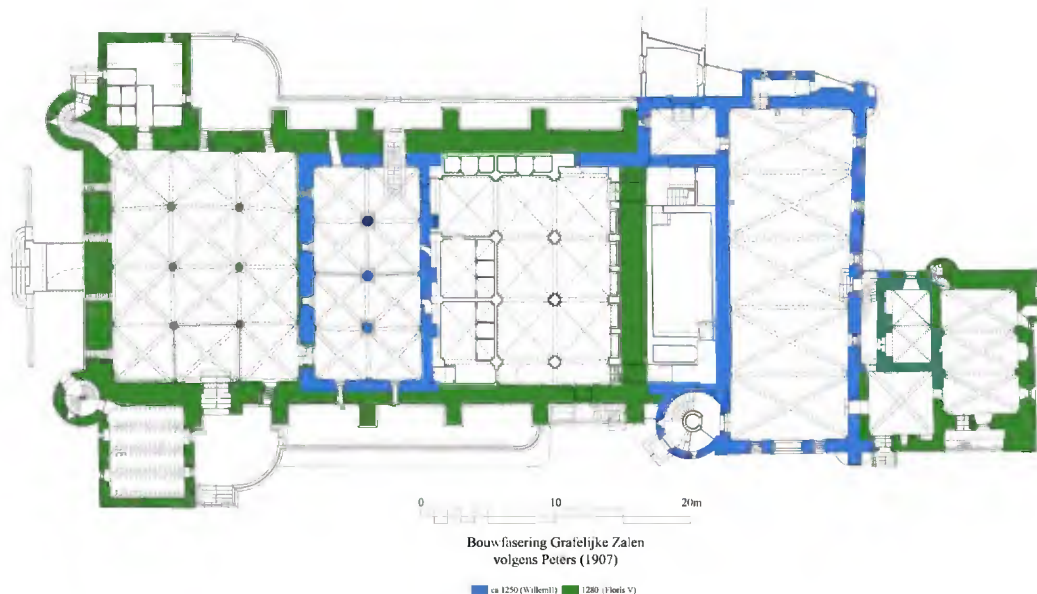 0 10 20m
Bouwfasering Grafelijke Zalen
volgens Peters (1907)
ca 1250 (Willem II) 1280 (Floris V)